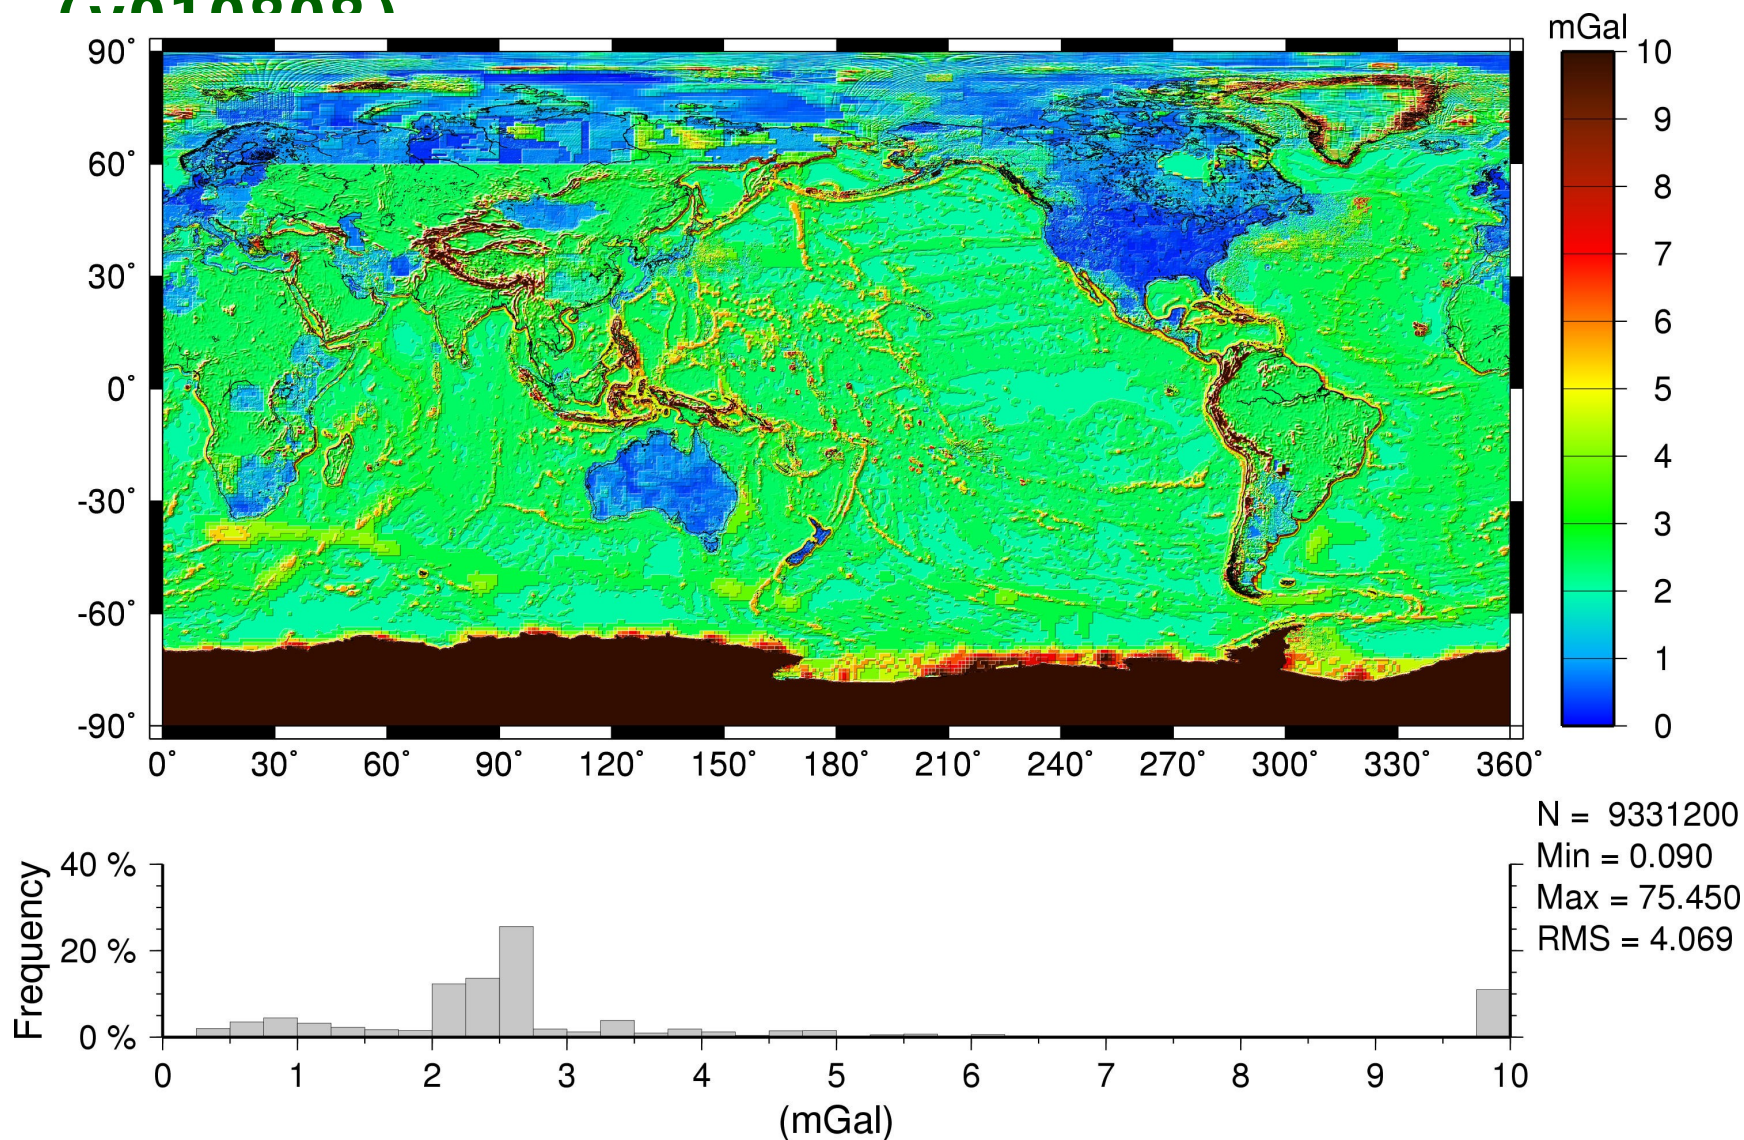 (v010808)
mGal
90°
60°
30°
0°
-30°
-60°
-90°
0° 30° 60° 90° 120° 150° 180° 210° 240° 270° 300° 330° 360°
10
9
8
7
6
5
4
3
2
1
0
N = 9331200
Min = 0.090
Max = 75.450
RMS = 4.069
Frequency
40 %
20 %
0 %
0 1 2 3 4 5 6 7 8 9 10
(mGal)